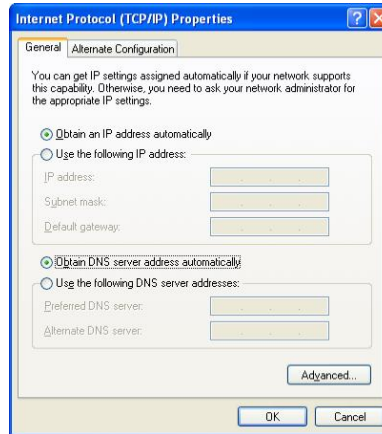 Internet Protocol (TCP/IP) Properties
General
Alternate Configuration
You can get IP settings assigned automatically if your network supports
this capability. Otherwise, you need to ask your network administrator for
the appropriate IP settings.
Obtain an IP address automatically
Use the following IP address:
IP address:
Subnet mask:
Default gateway:
Obtain DNS server address automatically
Use the following DNS server addresses:
Preferred DNS server:
Alternate DNS server:
Advanced...
OK
Cancel